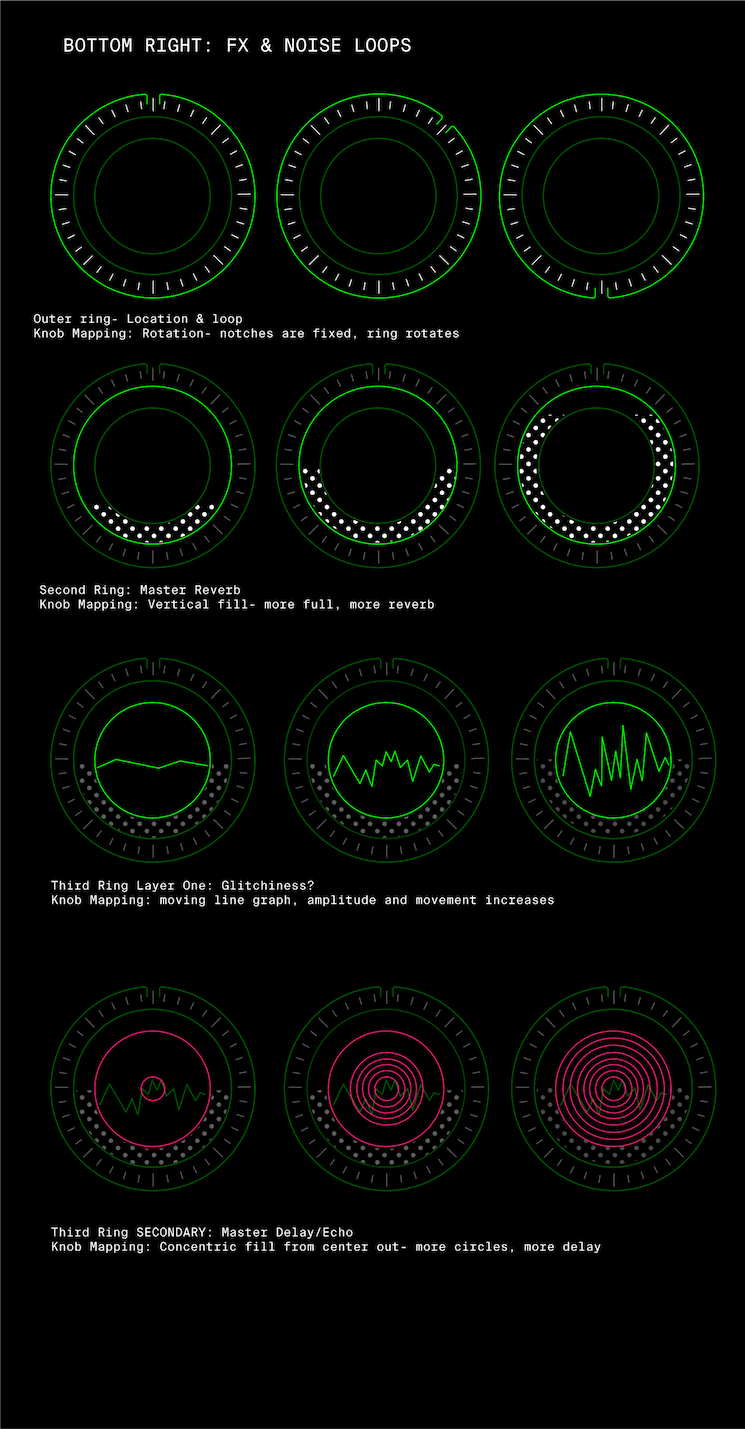 BOTTOM RIGHT: FX & NOISE LOOPS
Outer ring- Location & loop
Knob Mapping: Rotation- notches are fixed, ring rotates
Second Ring: Master Reverb
Knob Mapping: Vertical fill- more full, more reverb
Third Ring Layer One: Glitchiness?
Knob Mapping: moving line graph, amplitude and movement increases
Third Ring SECONDARY: Master Delay/Echo
Knob Mapping: Concentric fill from center out- more circles, more delay